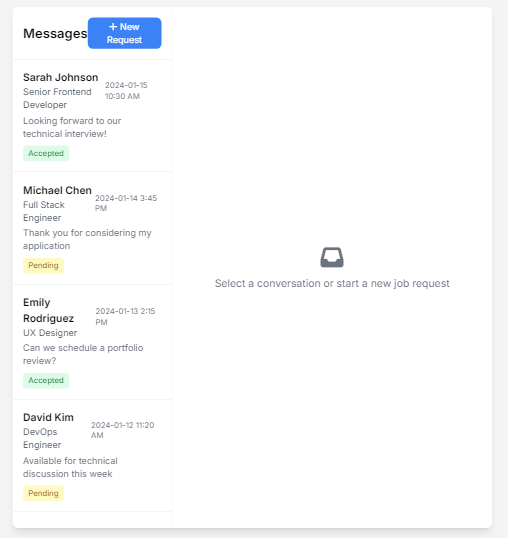 Messages
+ New
Request
Sarah Johnson
Senior Frontend
Developer
2024-01-15
10:30 AM
Looking forward to our
technical interview!
Accepted
Michael Chen
Full Stack
Engineer
2024-01-14 3:45
PM
Thank you for considering my
application
Pending
Emily
Rodriguez
UX Designer
2024-01-13 2:15
PM
Can we schedule a portfolio
review?
Accepted
David Kim
DevOps
Engineer
2024-01-12 11:20
AM
Available for technical
discussion this week
Pending
Select a conversation or start a new job request